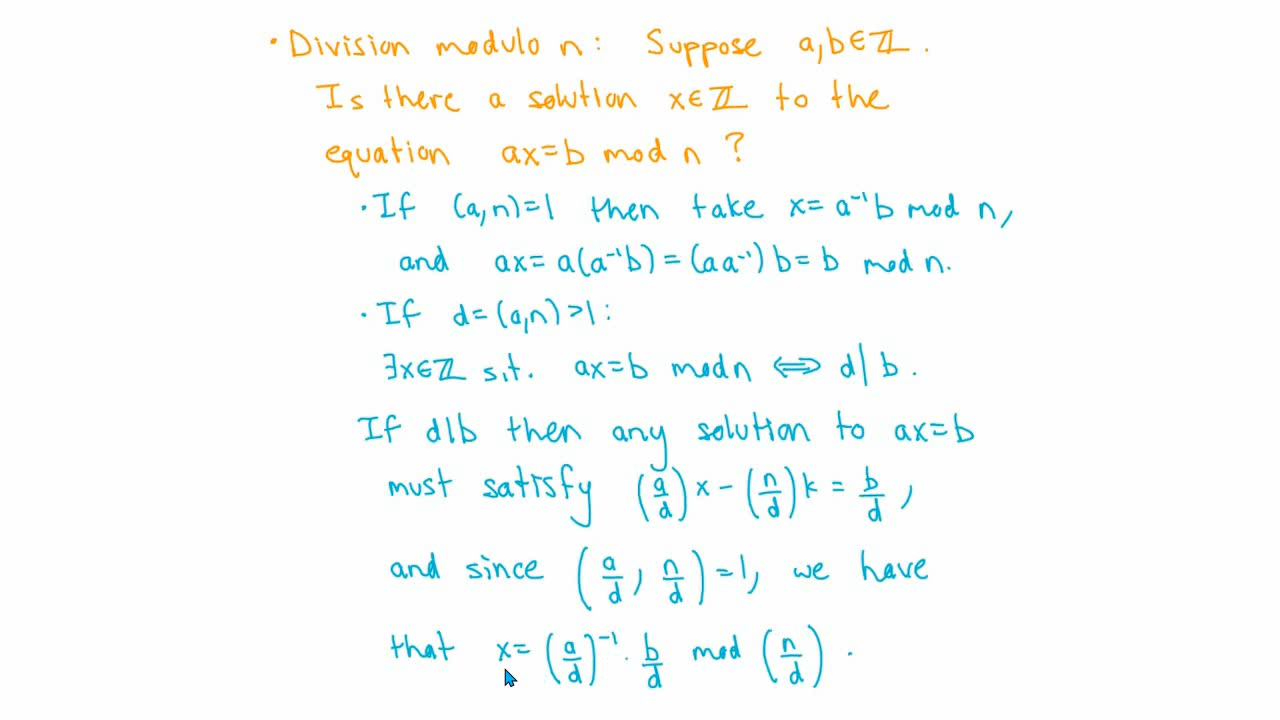 • Division modulo n: Suppose a,b∈ℤ.
Is there a solution x∈ℤ to the
equation ax=b mod n ?
• If (a,n)=1 then take x= a⁻¹b mod n,
and ax= a(a⁻¹b) = (aa⁻¹) b= b mod n.
• If d= (a,n) >1:
∃x∈ℤ s.t. ax=b mod n ⟺ d | b .
If d|b then any solution to ax=b
must satisfy (a/d) x − (n/d) k = b/d ,
and since (a/d , n/d) =1, we have
that x= (a/d)⁻¹ · b/d mod (n/d) .